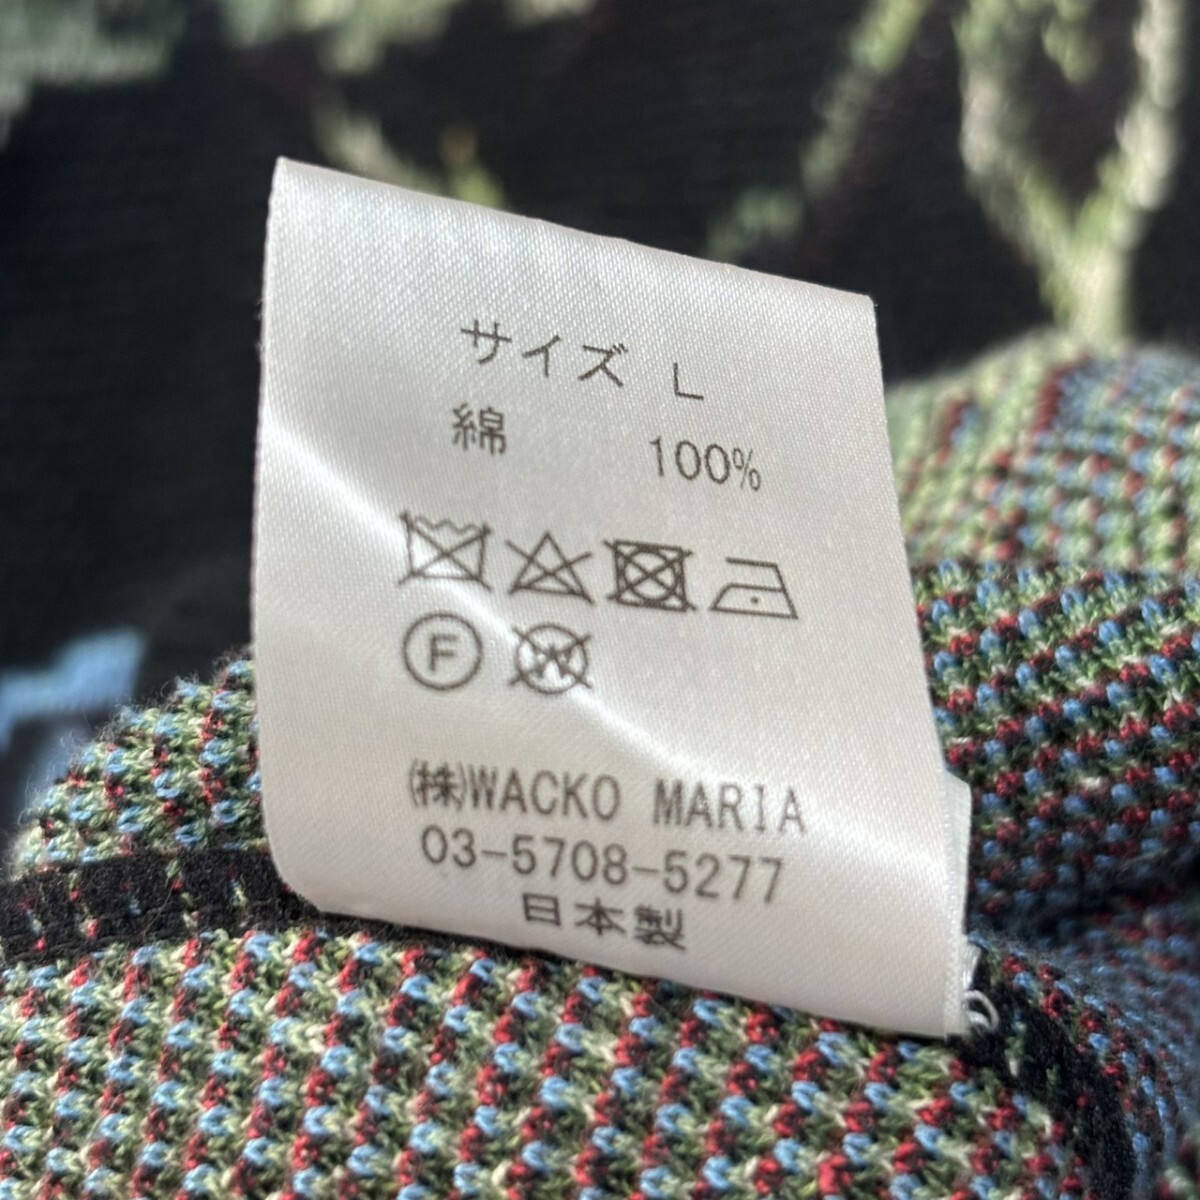 サイズ L
綿 100%
F W
(株)WACKO MARIA
03-5708-5277
日本製